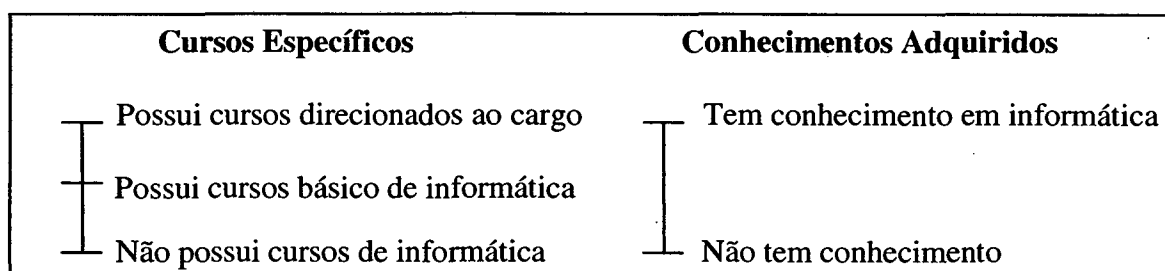 Cursos Específicos
Possui cursos direcionados ao cargo
Possui cursos básico de informática
Não possui cursos de informática
Conhecimentos Adquiridos
Tem conhecimento em informática
Não tem conhecimento